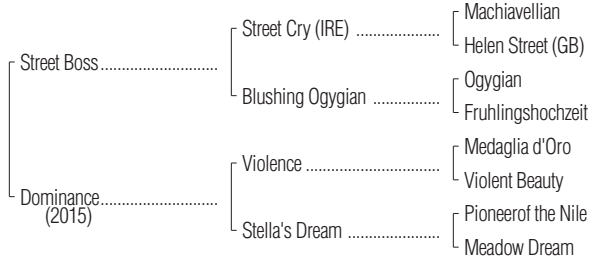 Machiavellian
Street Cry (IRE) ..................
Helen Street (GB)
Street Boss...........................
Ogygian
Blushing Ogygian ...............
Fruhlingshochzeit
Medaglia d'Oro
Violence ..............................
Violent Beauty
Dominance...........................
(2015)
Pioneerof the Nile
Stella's Dream ....................
Meadow Dream